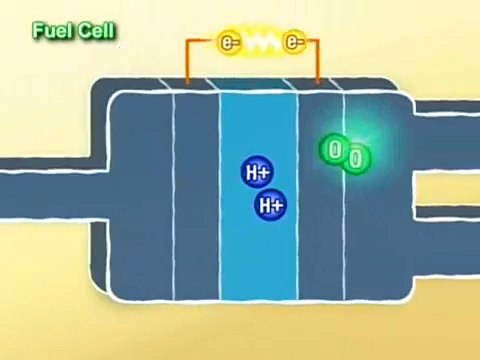 Fuel Cell
e- e-
O O
H+
H+